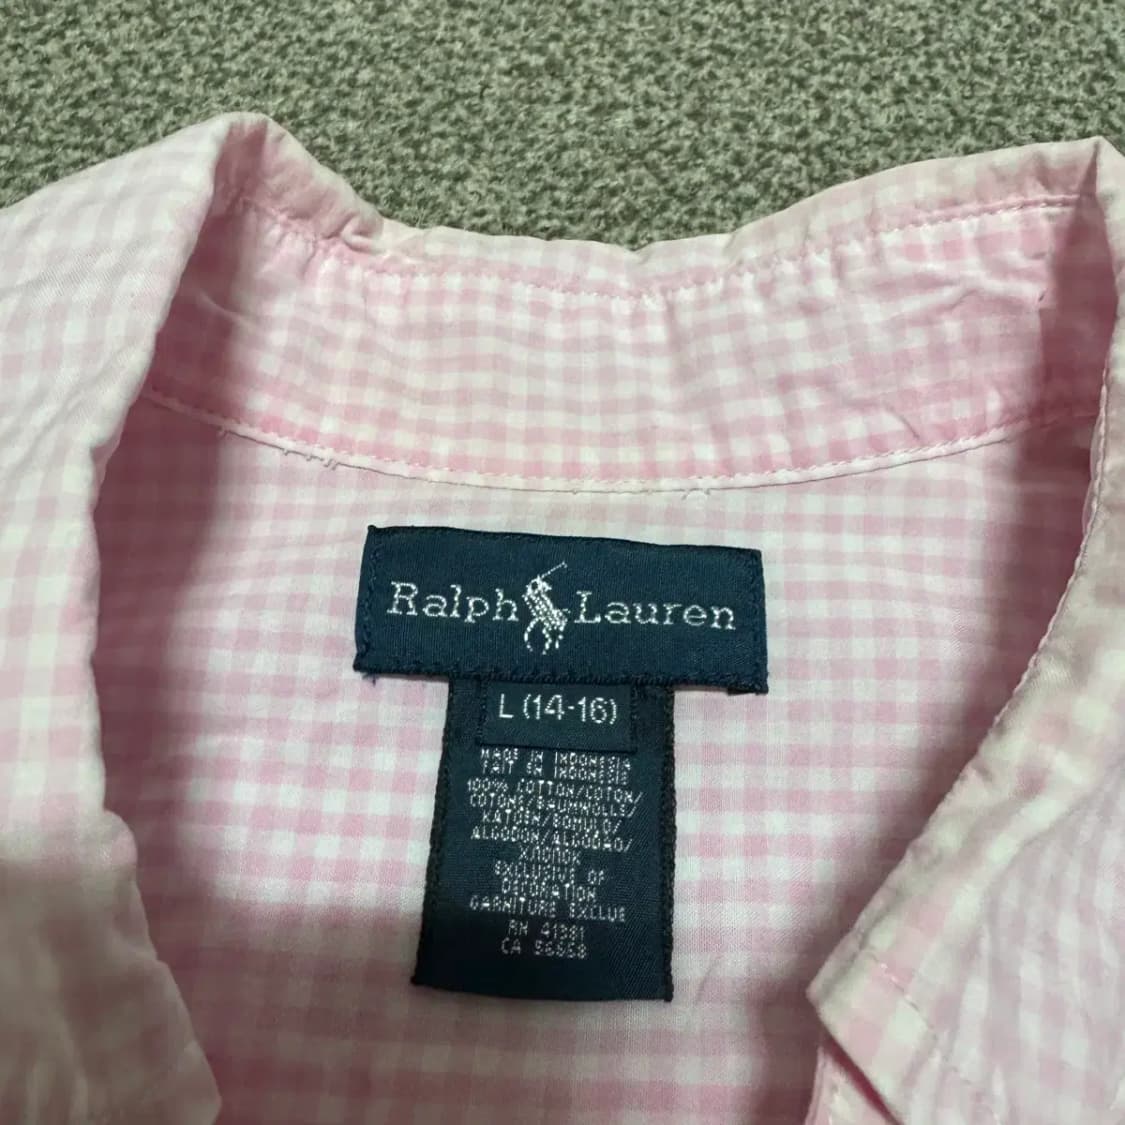 Ralph Lauren
L (14-16)
MADE IN INDONESIA
FAIT EN INDONESIE
100% COTTON/COTON/
COTONE/BAUMWOLLE/
KATOEN/BOMULD/
ALGODON/ALGODAO/
ХЛОПОК
EXCLUSIVE OF
DECORATION
GARNITURE EXCLUE
RN 41381
CA 56658